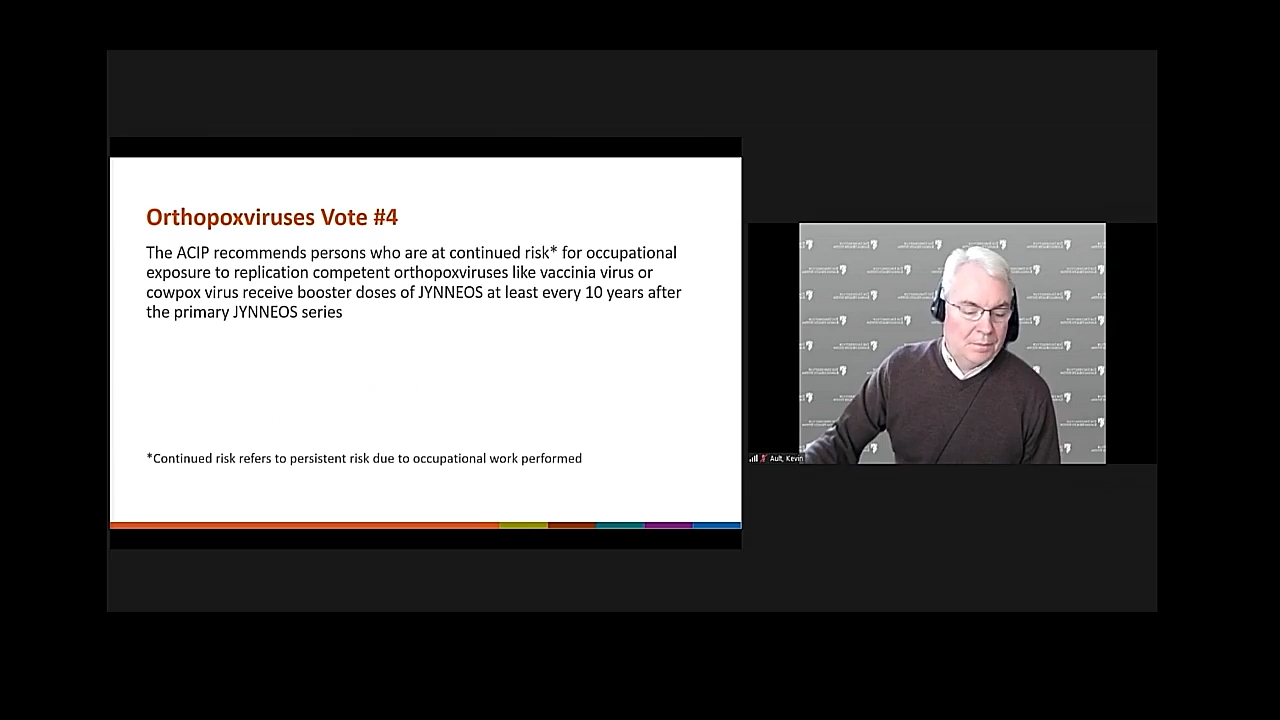 Orthopoxviruses Vote #4
The ACIP recommends persons who are at continued risk* for occupational
exposure to replication competent orthopoxviruses like vaccinia virus or
cowpox virus receive booster doses of JYNNEOS at least every 10 years after
the primary JYNNEOS series
*Continued risk refers to persistent risk due to occupational work performed
Ault, Kevin